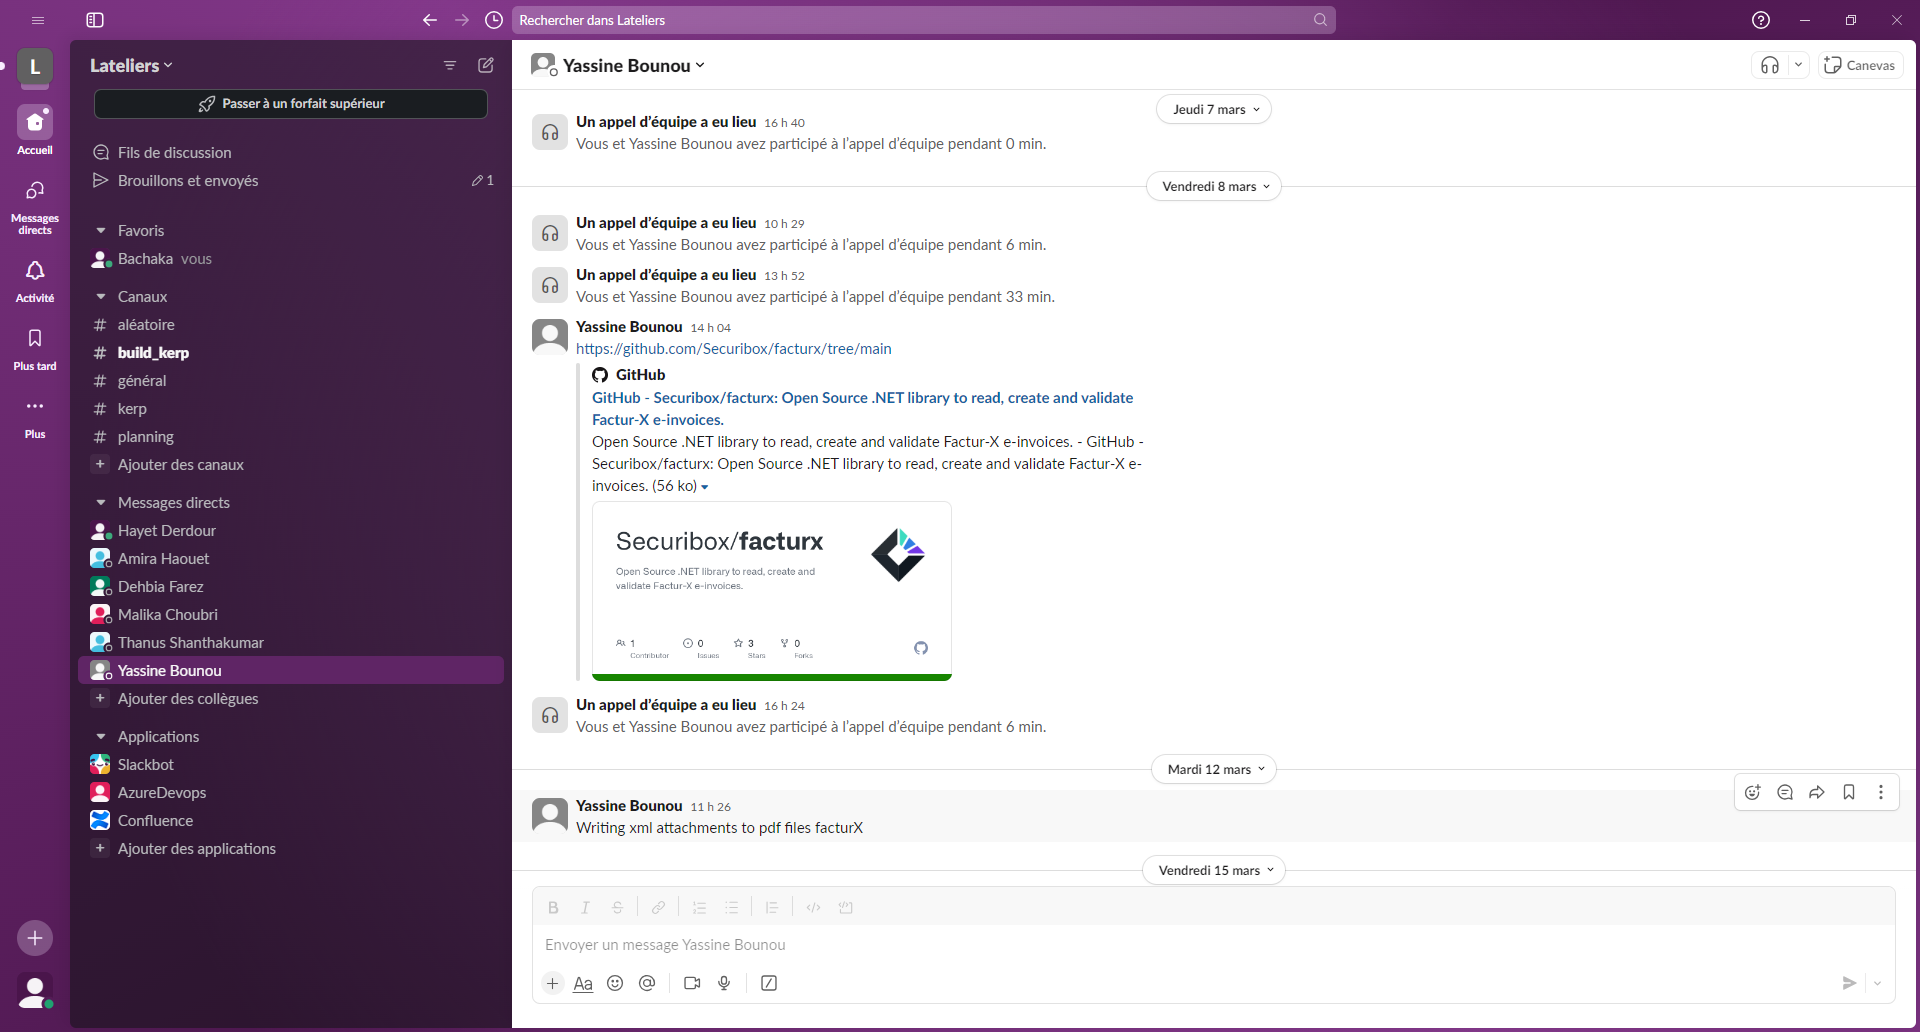 Rechercher dans Lateliers
L
Accueil
Messages
directs
Activité
Plus tard
Plus
Lateliers
Passer à un forfait supérieur
Fils de discussion
Brouillons et envoyés 1
Favoris
Bachaka vous
Canaux
# aléatoire
# build_kerp
# général
# kerp
# planning
+ Ajouter des canaux
Messages directs
Hayet Derdour
Amira Haouet
Dehbia Farez
Malika Choubri
Thanus Shanthakumar
Yassine Bounou
+ Ajouter des collègues
Applications
Slackbot
AzureDevops
Confluence
+ Ajouter des applications
Yassine Bounou
Canevas
Jeudi 7 mars
Un appel d’équipe a eu lieu 16 h 40
Vous et Yassine Bounou avez participé à l’appel d’équipe pendant 0 min.
Vendredi 8 mars
Un appel d’équipe a eu lieu 10 h 29
Vous et Yassine Bounou avez participé à l’appel d’équipe pendant 6 min.
Un appel d’équipe a eu lieu 13 h 52
Vous et Yassine Bounou avez participé à l’appel d’équipe pendant 33 min.
Yassine Bounou 14 h 04
https://github.com/Securibox/facturx/tree/main
GitHub
GitHub - Securibox/facturx: Open Source .NET library to read, create and validate
Factur-X e-invoices.
Open Source .NET library to read, create and validate Factur-X e-invoices. - GitHub -
Securibox/facturx: Open Source .NET library to read, create and validate Factur-X e-
invoices. (56 ko)
Securibox/facturx
Open Source .NET library to read, create and
validate Factur-X e-invoices.
1 0 3 0
Contributor Issues Stars Forks
Un appel d’équipe a eu lieu 16 h 24
Vous et Yassine Bounou avez participé à l’appel d’équipe pendant 6 min.
Mardi 12 mars
Yassine Bounou 11 h 26
Writing xml attachments to pdf files facturX
Vendredi 15 mars
B I S
Envoyer un message Yassine Bounou
+ Aa @